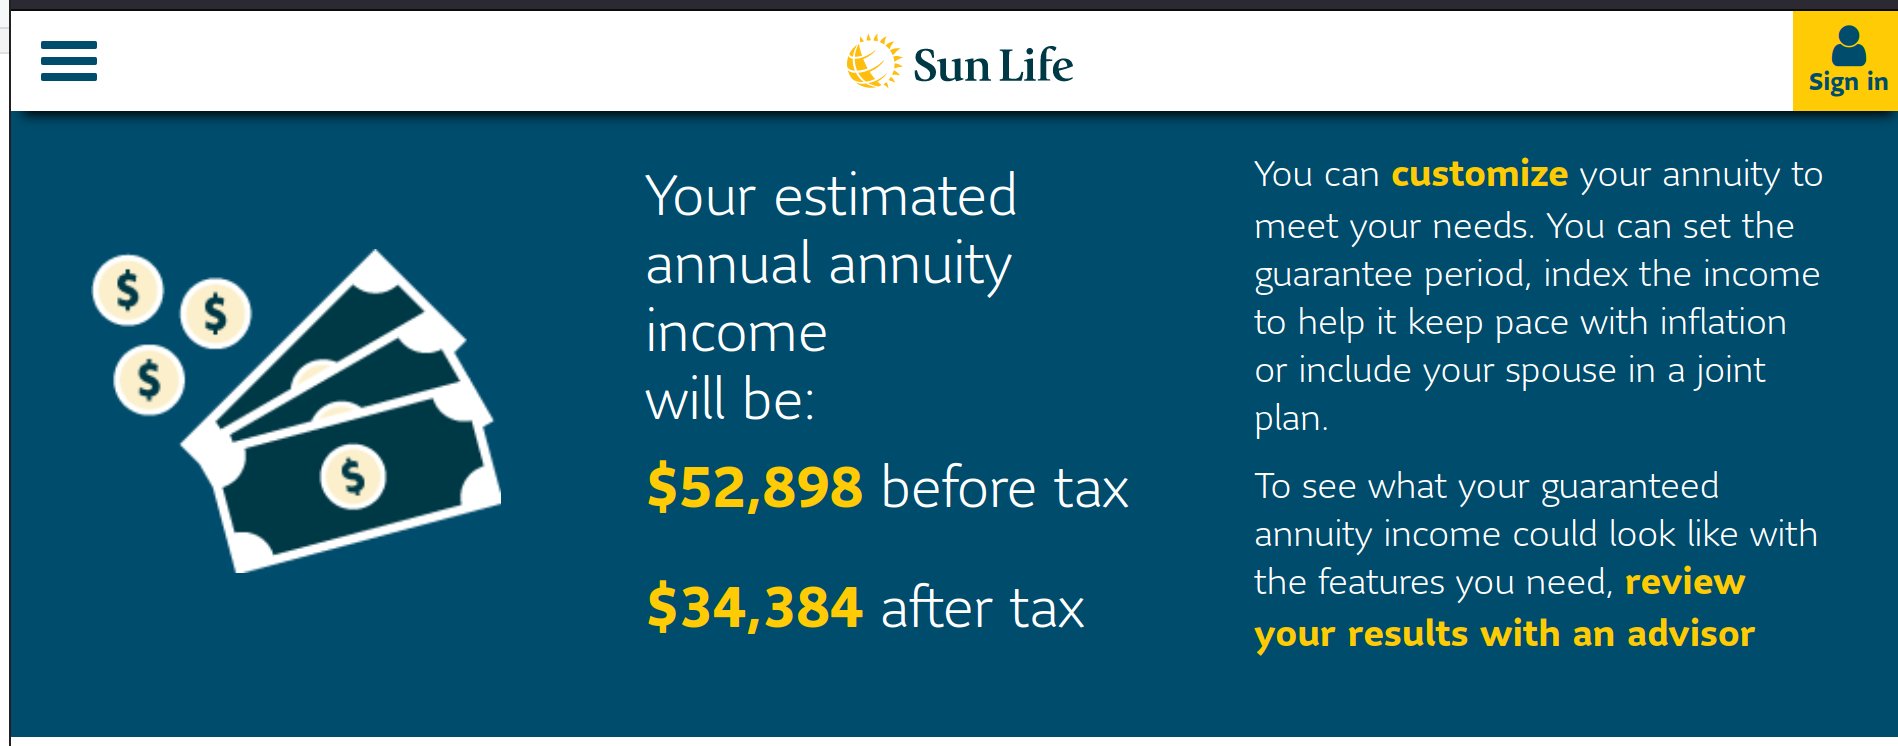 Sun Life
Sign in
Your estimated
annual annuity
income
will be:
$52,898 before tax
$34,384 after tax
You can customize your annuity to
meet your needs. You can set the
guarantee period, index the income
to help it keep pace with inflation
or include your spouse in a joint
plan.
To see what your guaranteed
annuity income could look like with
the features you need, review
your results with an advisor
$
$
$
$